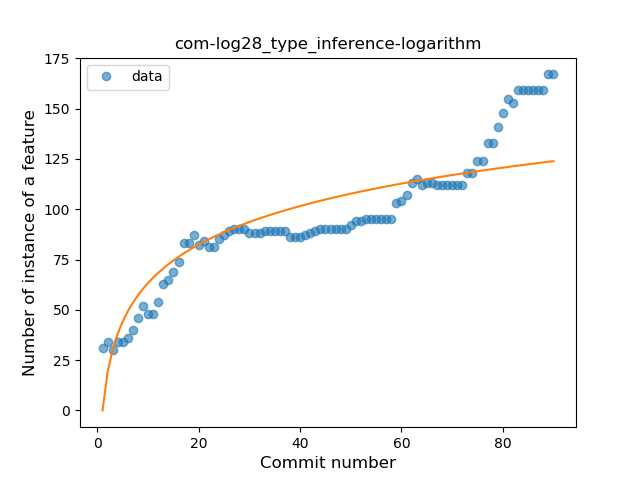 com-log28_type_inference-logarithm
data
Number of instance of a feature
175
150
125
100
75
50
25
0
0 20 40 60 80
Commit number